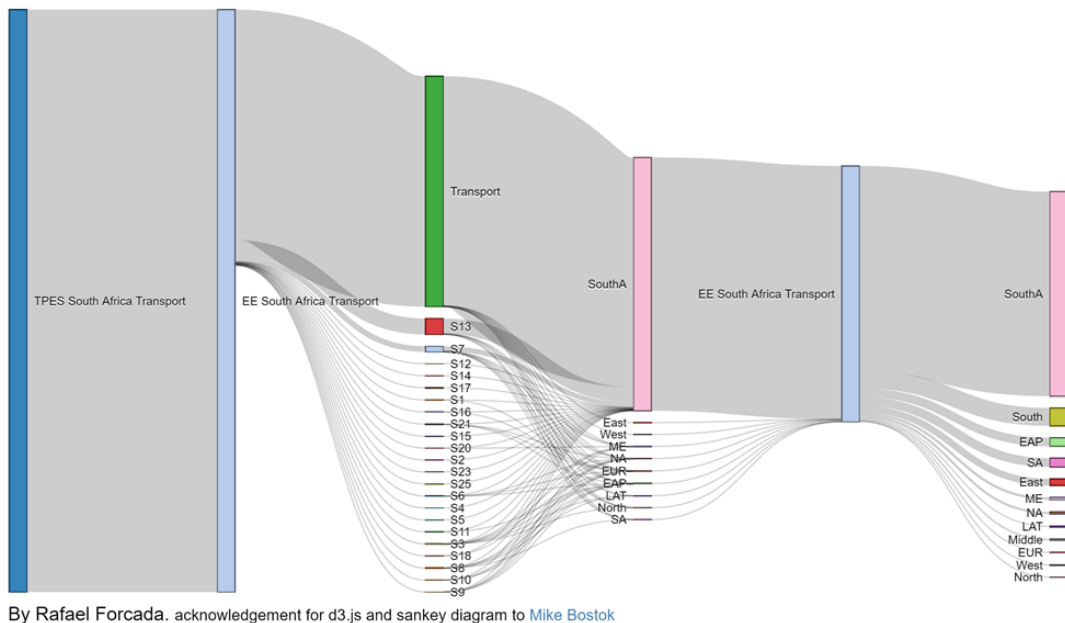 TPES South Africa Transport
EE South Africa Transport
Transport
S13
S7
S12
S14
S17
S1
S16
S21
S15
S20
S2
S23
S25
S6
S4
S5
S11
S3
S18
S8
S10
S9
SouthA
East
West
ME
NA
EUR
EAP
LAT
North
SA
EE South Africa Transport
SouthA
South
EAP
SA
East
ME
NA
LAT
Middle
EUR
West
North
By Rafael Forcada. acknowledgement for d3.js and sankey diagram to Mike Bostok